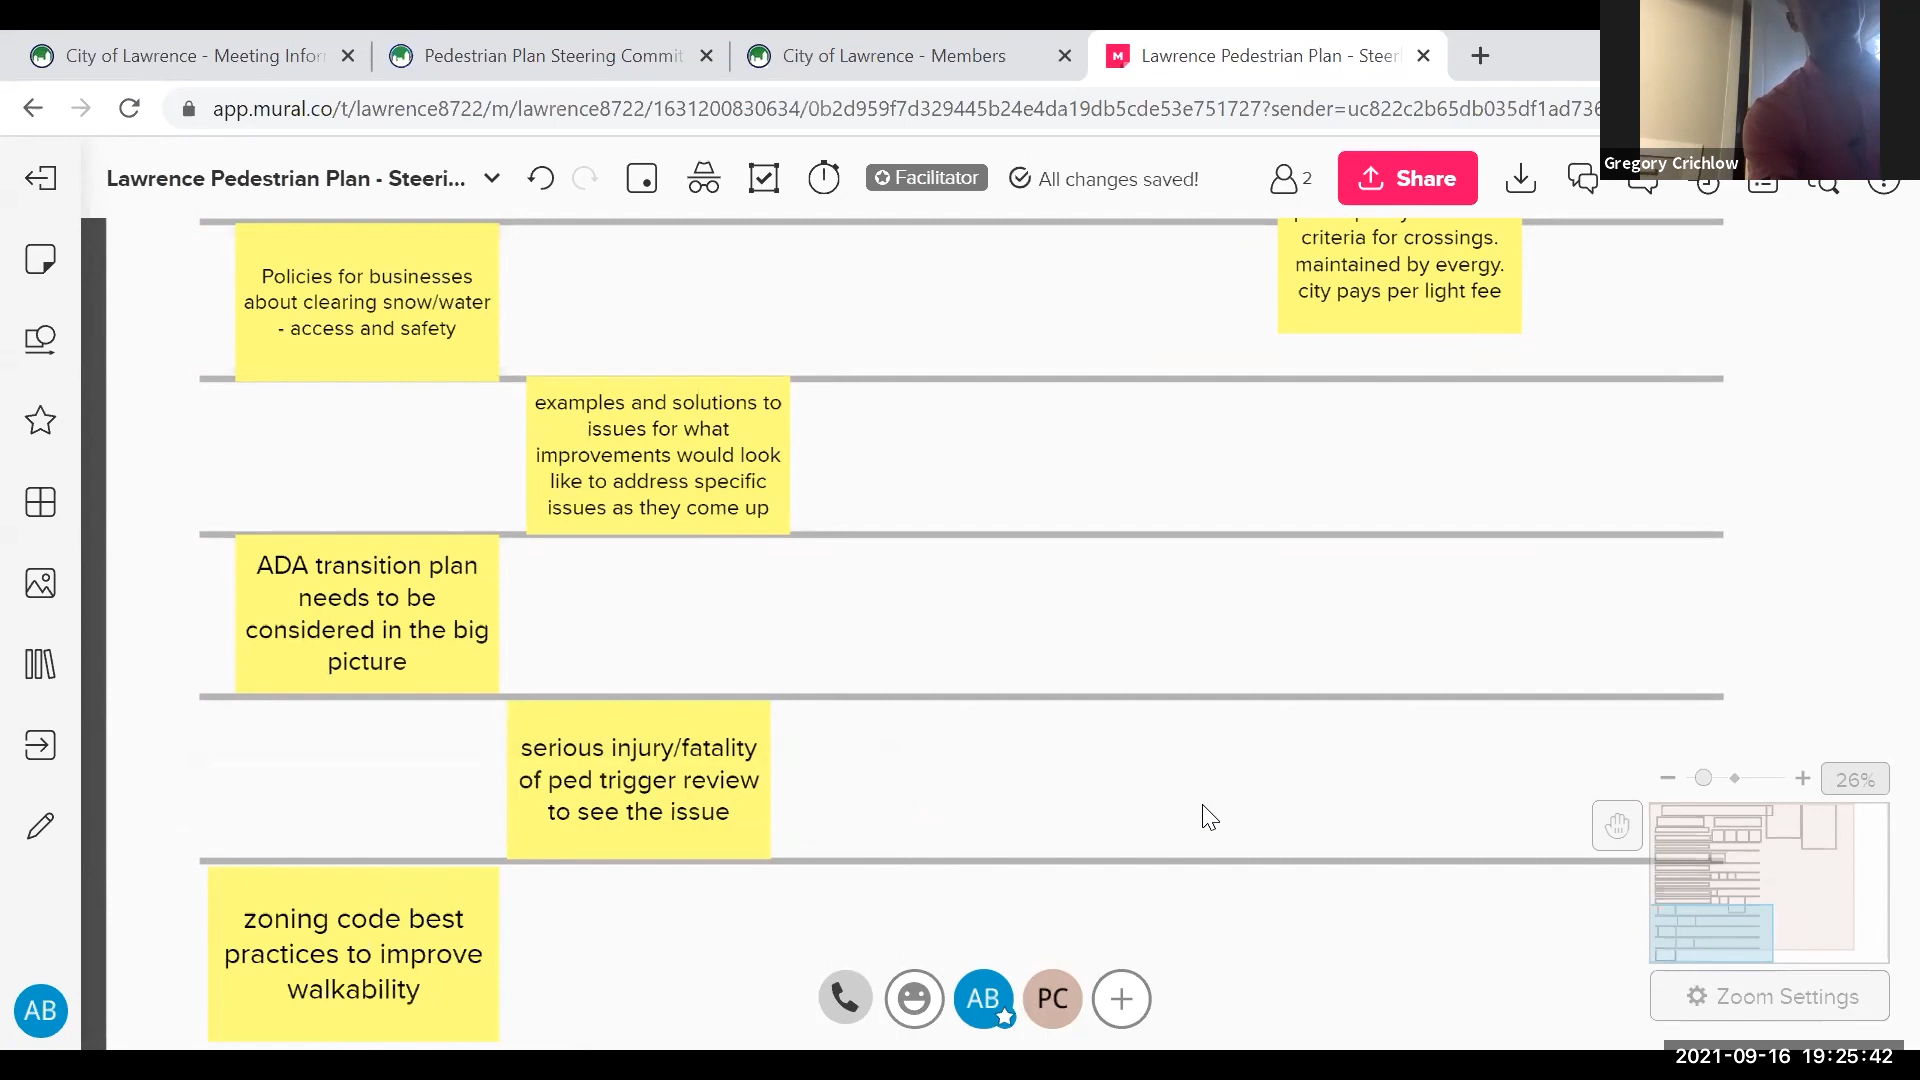 City of Lawrence - Meeting Infor
Pedestrian Plan Steering Commit
City of Lawrence - Members
Lawrence Pedestrian Plan - Steer
app.mural.co/t/lawrence8722/m/lawrence8722/1631200830634/0b2d959f7d329445b24e4da19db5cde53e751727?sender=uc822c2b65db035df1ad736
Gregory Crichlow
Lawrence Pedestrian Plan - Steeri...
Facilitator
All changes saved!
2
Share
criteria for crossings.
maintained by evergy.
city pays per light fee
Policies for businesses
about clearing snow/water
- access and safety
examples and solutions to
issues for what
improvements would look
like to address specific
issues as they come up
ADA transition plan
needs to be
considered in the big
picture
serious injury/fatality
of ped trigger review
to see the issue
26%
zoning code best
practices to improve
walkability
AB
AB
PC
Zoom Settings
2021-09-16 19:25:42